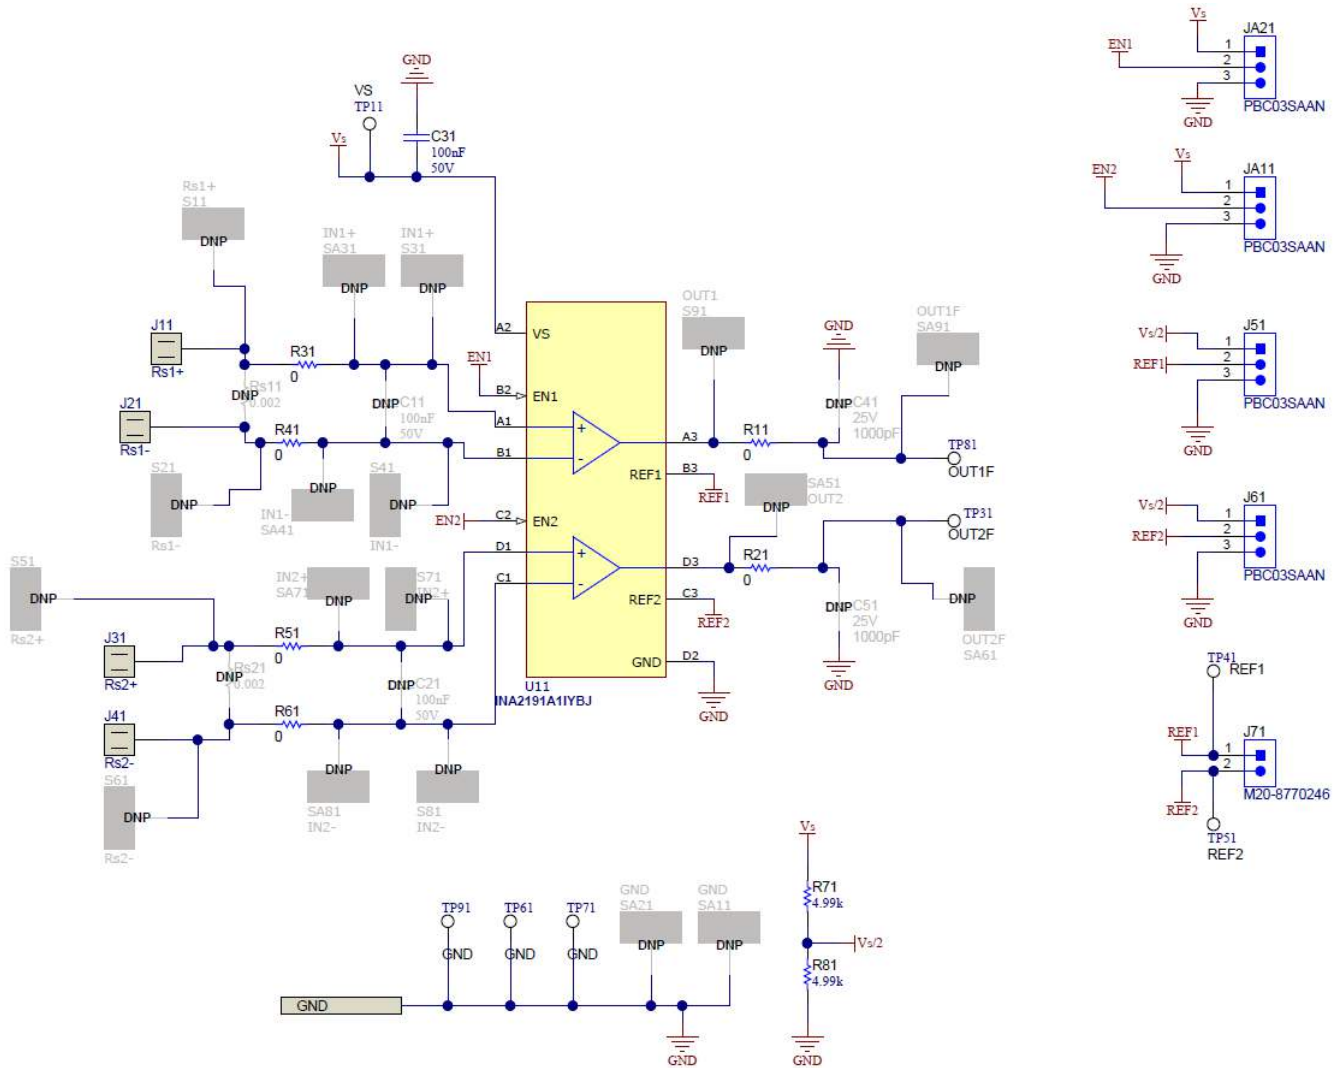 GND
VS
TP11
Vs
C31
100nF
50V
Rs1+
S11
DNP
IN1+
SA31
DNP
IN1+
S31
DNP
J11
Rs1+
R31
0
DNP
Rs11
0.002
J21
Rs1-
R41
0
DNP
C11
100nF
50V
S21
DNP
Rs1-
DNP
IN1-
SA41
S41
DNP
IN1-
A2
VS
EN1
B2
EN1
A1
+
B1
-
A3
REF1
B3
REF1
EN2
C2
EN2
D1
+
C1
-
D3
REF2
C3
REF2
GND
D2
GND
U11
INA2191A1IYBJ
OUT1
S91
DNP
R11
0
GND
DNP
C41
25V
1000pF
OUT1F
SA91
DNP
TP81
OUT1F
SA51
OUT2
DNP
R21
0
TP31
OUT2F
DNP
C51
25V
1000pF
GND
DNP
OUT2F
SA61
S51
DNP
Rs2+
J31
Rs2+
R51
0
IN2+
SA71
DNP
S71
IN2+
DNP
DNP
Rs21
0.002
J41
Rs2-
R61
0
DNP
C21
100nF
50V
S61
DNP
Rs2-
DNP
SA81
IN2-
DNP
S81
IN2-
GND
TP91
GND
TP61
GND
TP71
GND
GND
SA21
DNP
GND
SA11
DNP
GND
Vs
R71
4.99k
Vs/2
R81
4.99k
GND
Vs
JA21
EN1
1
2
3
GND
PBC03SAAN
Vs
JA11
EN2
1
2
3
GND
PBC03SAAN
Vs/2
J51
REF1
1
2
3
GND
PBC03SAAN
Vs/2
J61
REF2
1
2
3
GND
PBC03SAAN
TP41
REF1
J71
REF1
1
2
REF2
M20-8770246
TP51
REF2